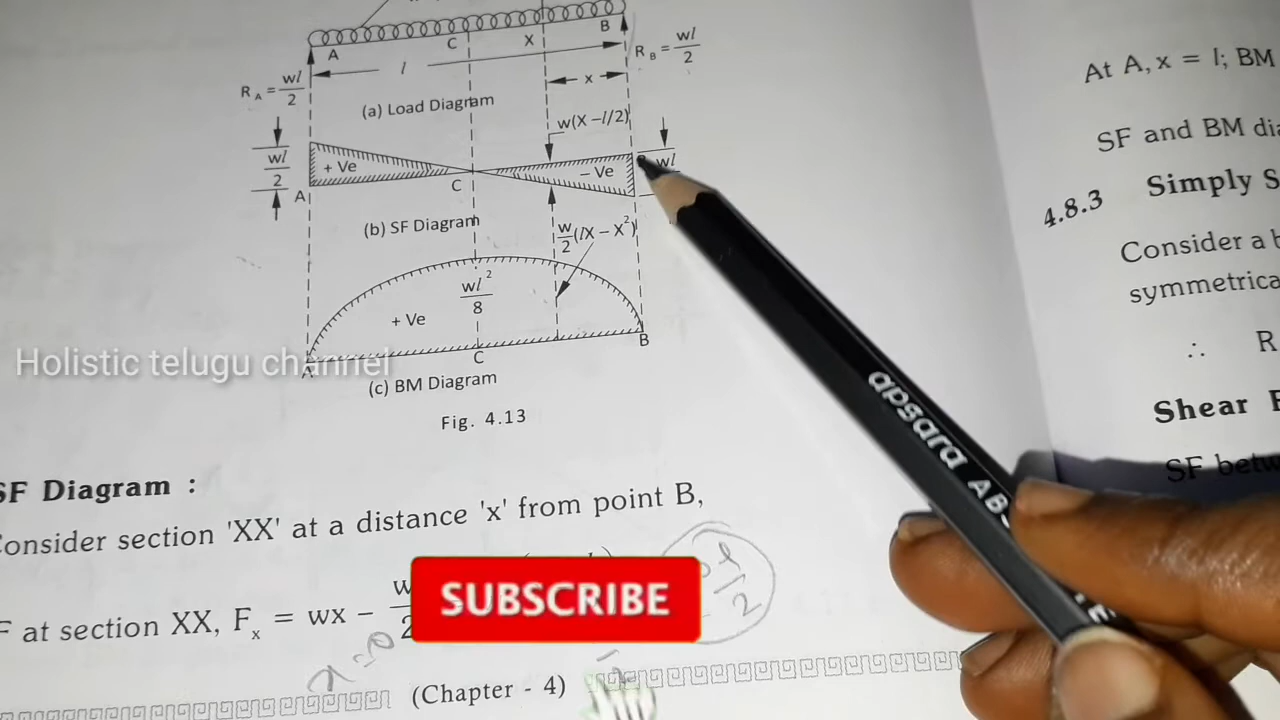 A
C
X
B
l
x
R_A = wl/2
R_B = wl/2
(a) Load Diagram
w(X – l/2)
wl/2
+ Ve
– Ve
wl
A
C
(b) SF Diagram
w/2 (lX – X²)
wl²/8
+ Ve
A
C
B
(c) BM Diagram
Fig. 4.13
Holistic telugu channel
SF Diagram :
Consider section 'XX' at a distance 'x' from point B,
at section XX, F_x = wx –
SUBSCRIBE
(Chapter - 4)
At A, x = l; BM
SF and BM dia
4.8.3 Simply S
Consider a b
symmetrica
∴ R
Shear F
SF betw
apsara ABS